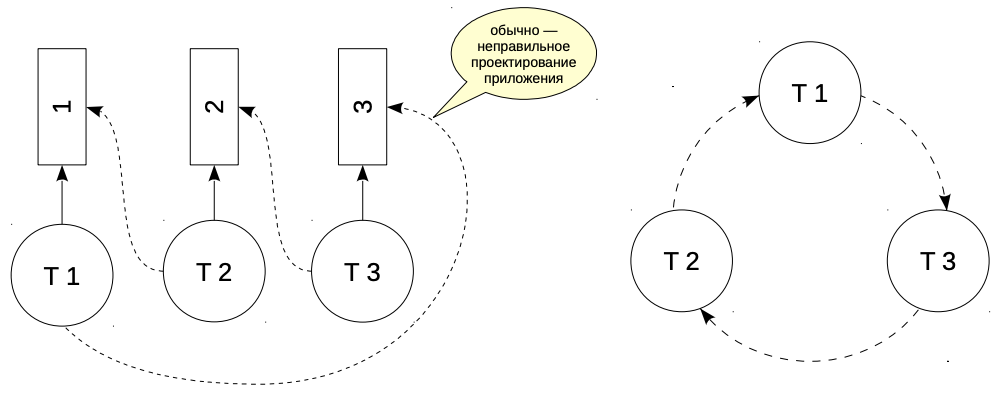 обычно —
неправильное
проектирование
приложения
1
2
3
T 1
T 2
T 3
T 1
T 2
T 3